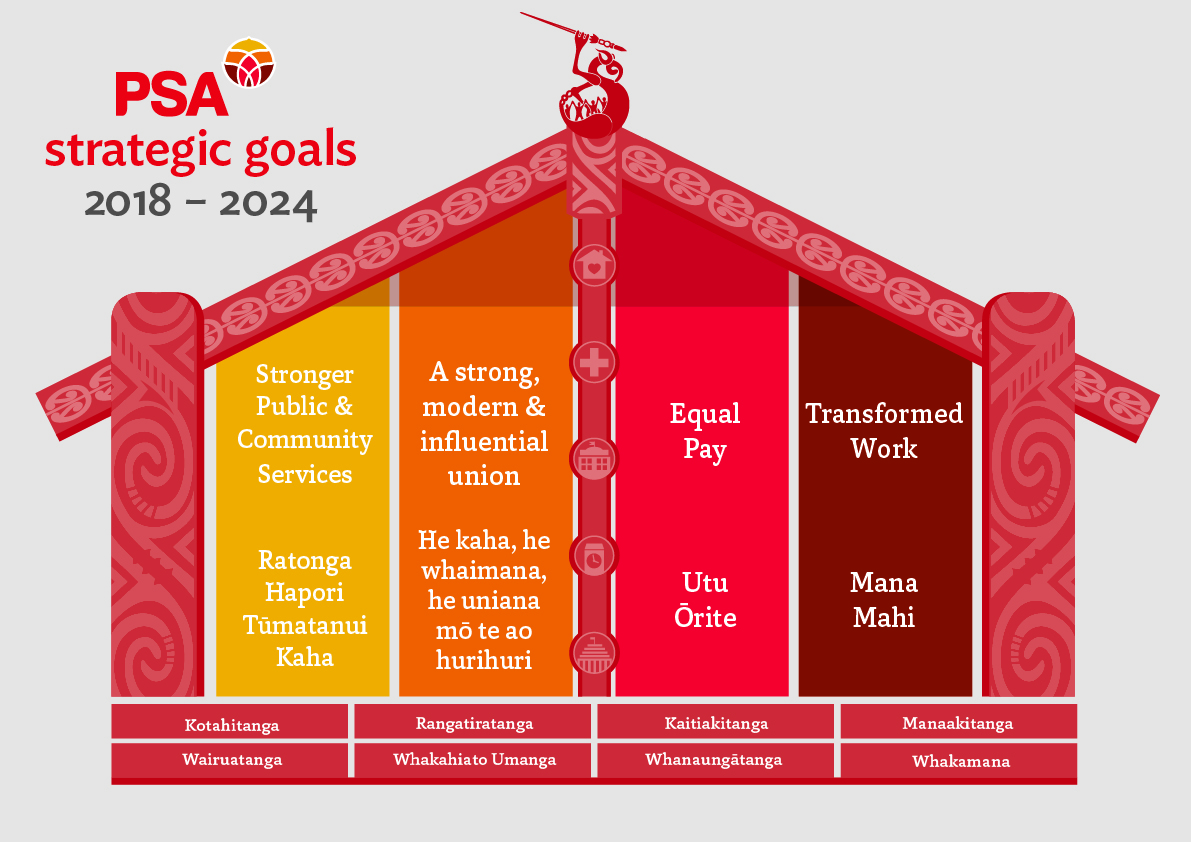 PSA
strategic goals
2018 – 2024
Stronger
Public &
Community
Services
Ratonga
Hapori
Tūmatanui
Kaha
A strong,
modern &
influential
union
He kaha, he
whaimana,
he uniana
mō te ao
hurihuri
Equal
Pay
Utu
Ōrite
Transformed
Work
Mana
Mahi
Kotahitanga
Rangatiratanga
Kaitiakitanga
Manaakitanga
Wairuatanga
Whakahiato Umanga
Whanaungātanga
Whakamana